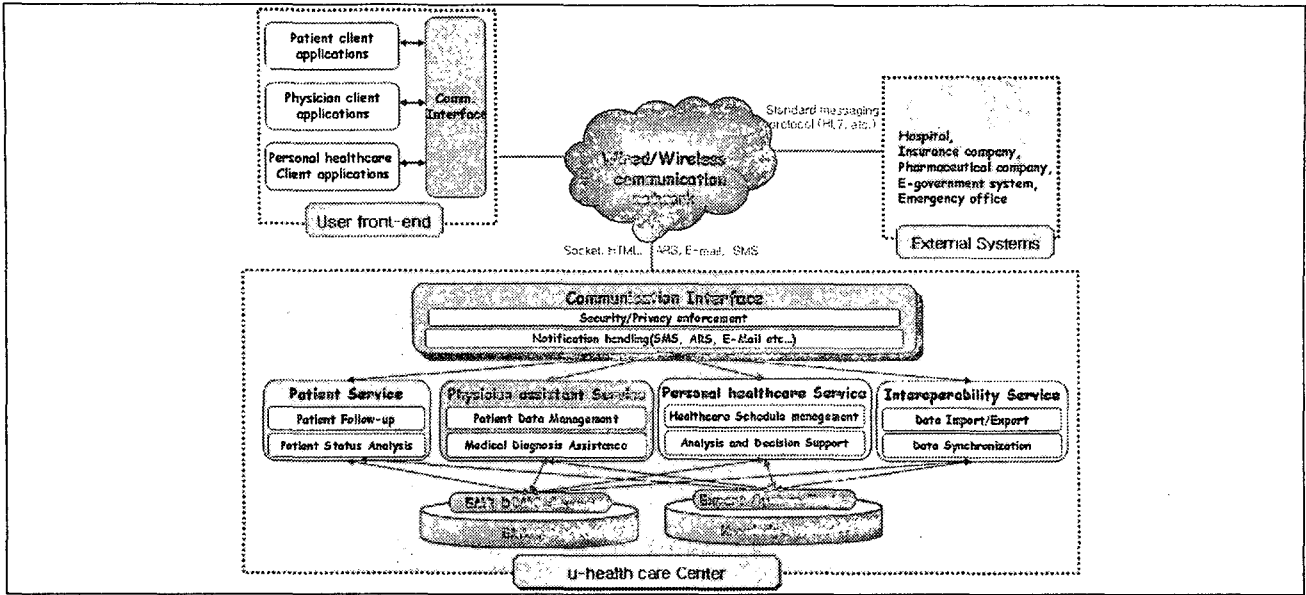 Patient client
applications
Physician client
applications
Personal healthcare
Client applications
Comm.
Interface
User front-end
Wired/Wireless
communication
network
Standard messaging
protocol (HL7, etc.)
Hospital,
Insurance company,
Pharmaceutical company,
E-government system,
Emergency office
External Systems
Socket, HTML, ARS, E-mail, SMS
Communication Interface
Security/Privacy enforcement
Notification handling(SMS, ARS, E-Mail etc...)
Patient Service
Patient Follow-up
Patient Status Analysis
Physician assistant Service
Patient Data Management
Medical Diagnosis Assistance
Personal healthcare Service
Healthcare Schedule management
Analysis and Decision Support
Interoperability Service
Data Import/Export
Data Synchronization
u-health care Center